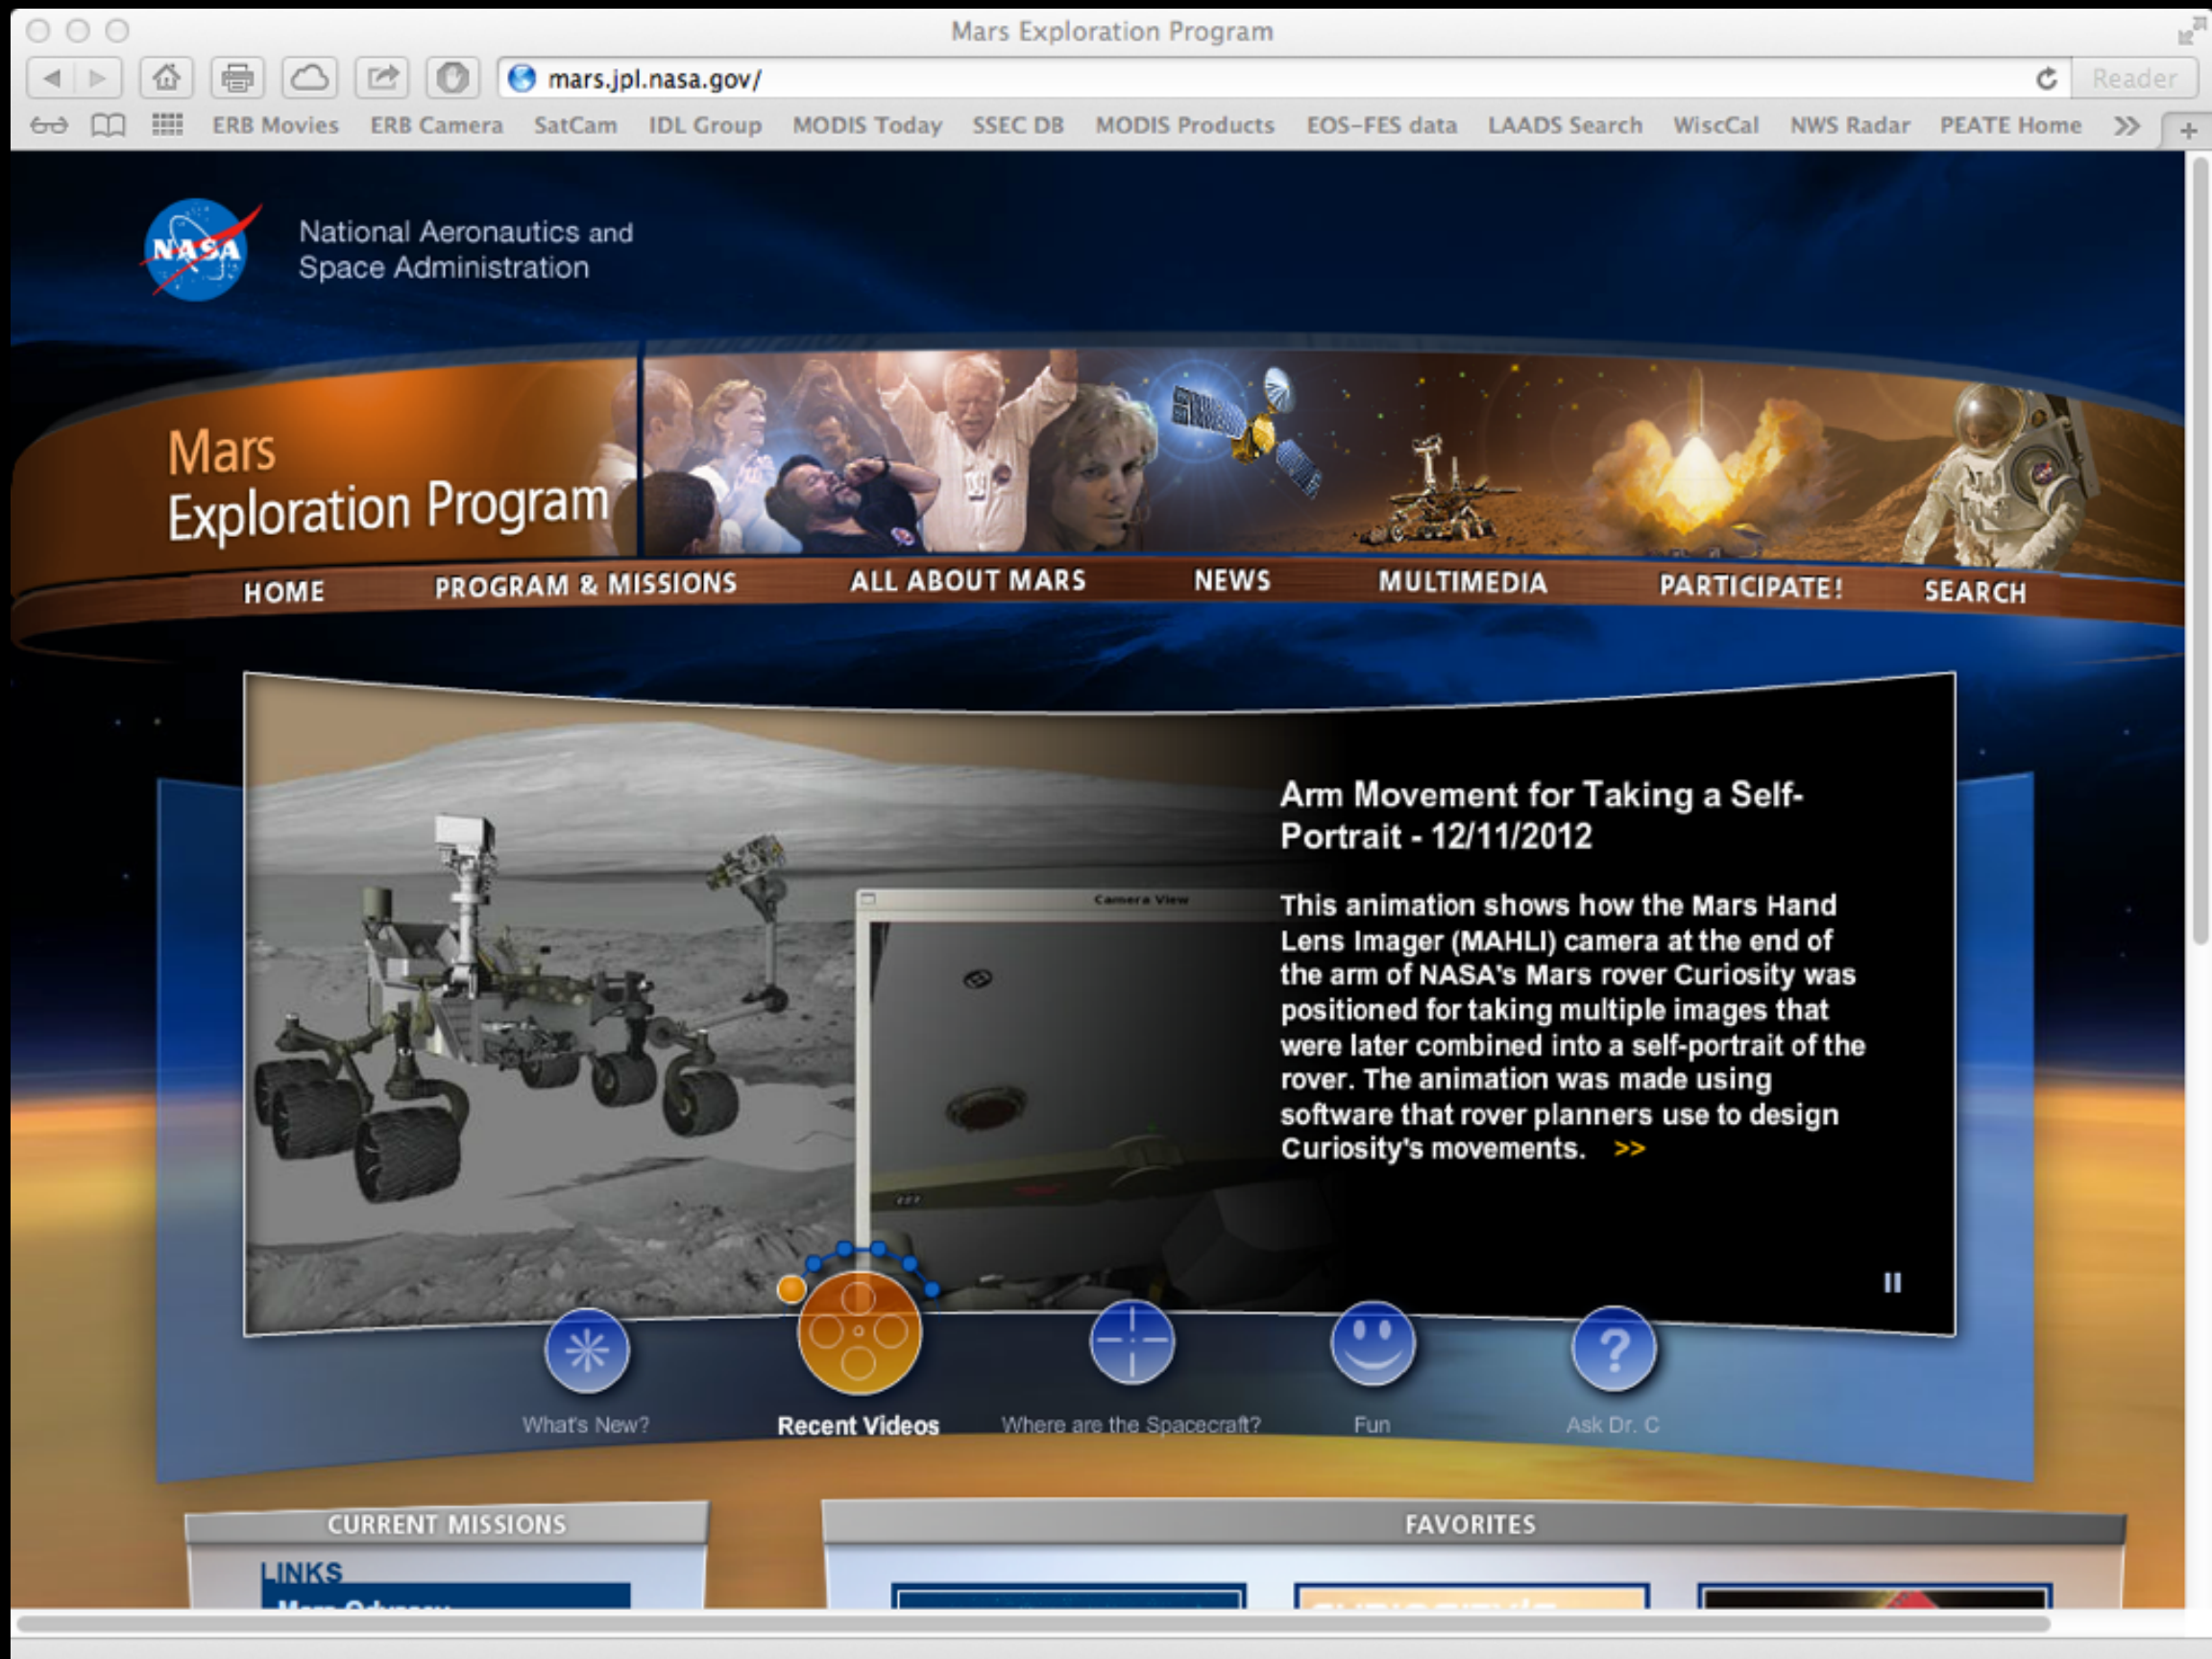 Mars Exploration Program
mars.jpl.nasa.gov/
Reader
ERB Movies ERB Camera SatCam IDL Group MODIS Today SSEC DB MODIS Products EOS-FES data LAADS Search WiscCal NWS Radar PEATE Home
NASA
National Aeronautics and
Space Administration
Mars
Exploration Program
HOME PROGRAM & MISSIONS ALL ABOUT MARS NEWS MULTIMEDIA PARTICIPATE! SEARCH
Arm Movement for Taking a Self-
Portrait - 12/11/2012
Camera View
This animation shows how the Mars Hand
Lens Imager (MAHLI) camera at the end of
the arm of NASA's Mars rover Curiosity was
positioned for taking multiple images that
were later combined into a self-portrait of the
rover. The animation was made using
software that rover planners use to design
Curiosity's movements. >>
What's New? Recent Videos Where are the Spacecraft? Fun Ask Dr. C
CURRENT MISSIONS FAVORITES
LINKS
Mars Odyssey